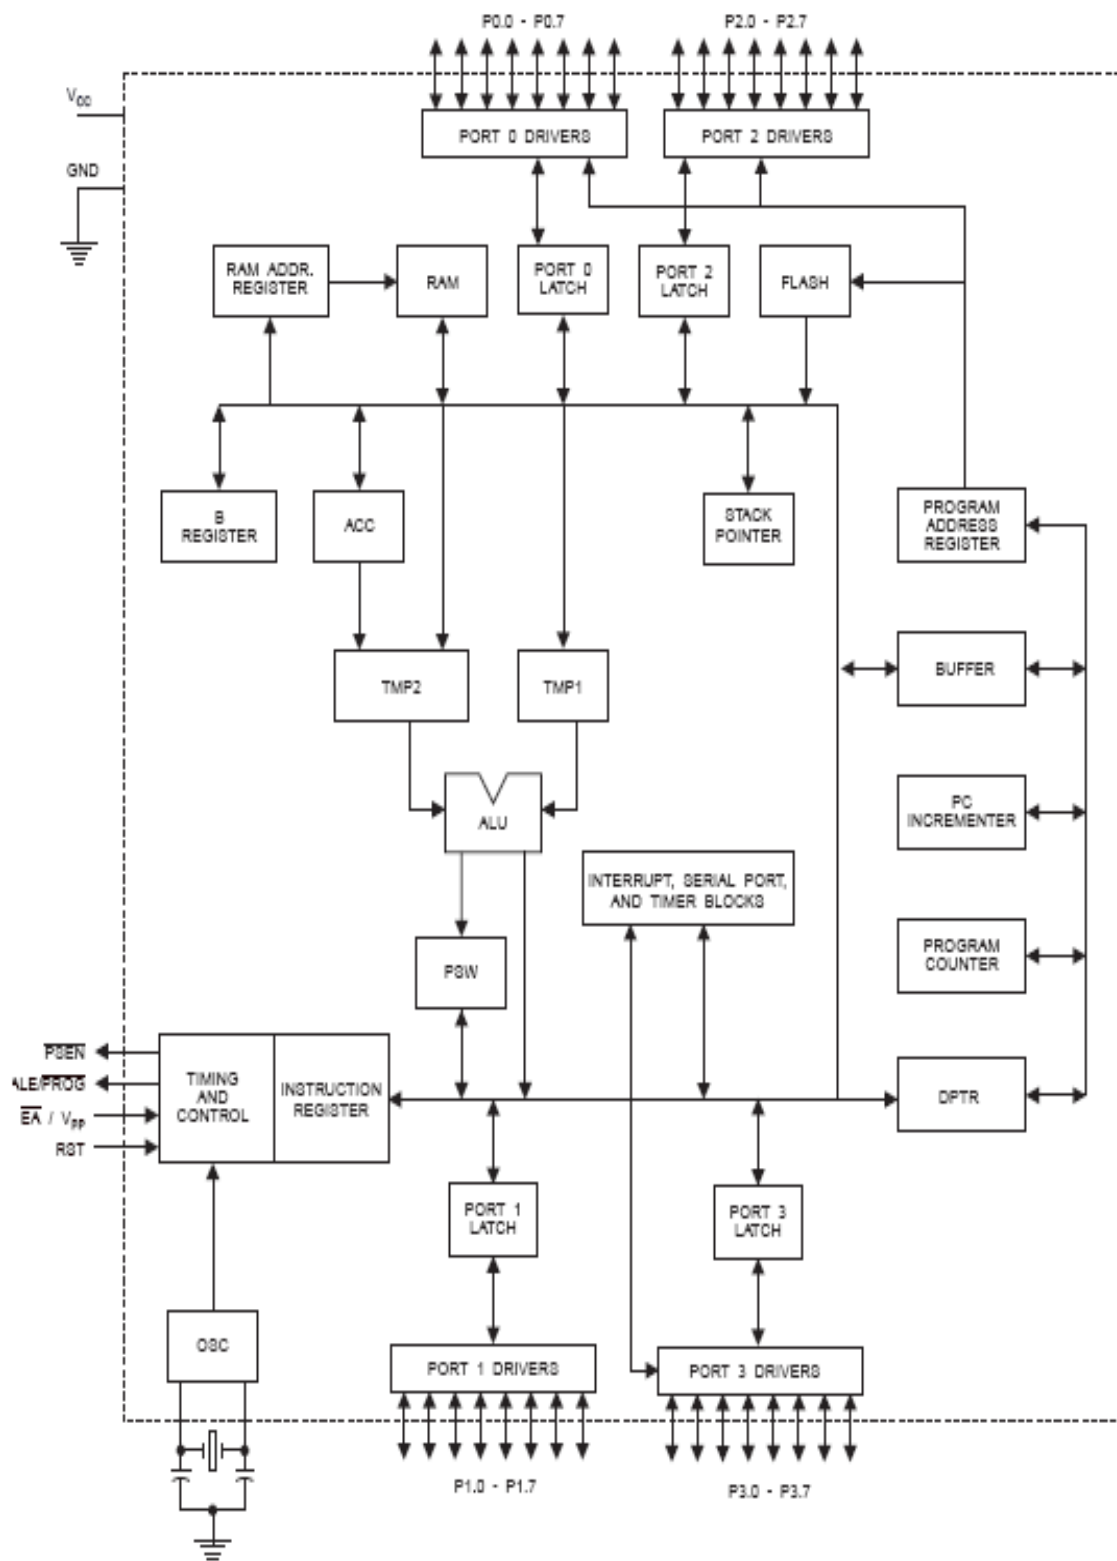 P0.0 - P0.7
P2.0 - P2.7
VCC
GND
PORT 0 DRIVERS
PORT 2 DRIVERS
RAM ADDR.
REGISTER
RAM
PORT 0
LATCH
PORT 2
LATCH
FLASH
B
REGISTER
ACC
STACK
POINTER
PROGRAM
ADDRESS
REGISTER
TMP2
TMP1
BUFFER
ALU
PC
INCREMENTER
INTERRUPT, SERIAL PORT,
AND TIMER BLOCKS
PSW
PROGRAM
COUNTER
PSEN
ALE/PROG
EA / VPP
RST
TIMING
AND
CONTROL
INSTRUCTION
REGISTER
DPTR
PORT 1
LATCH
PORT 3
LATCH
OSC
PORT 1 DRIVERS
PORT 3 DRIVERS
P1.0 - P1.7
P3.0 - P3.7